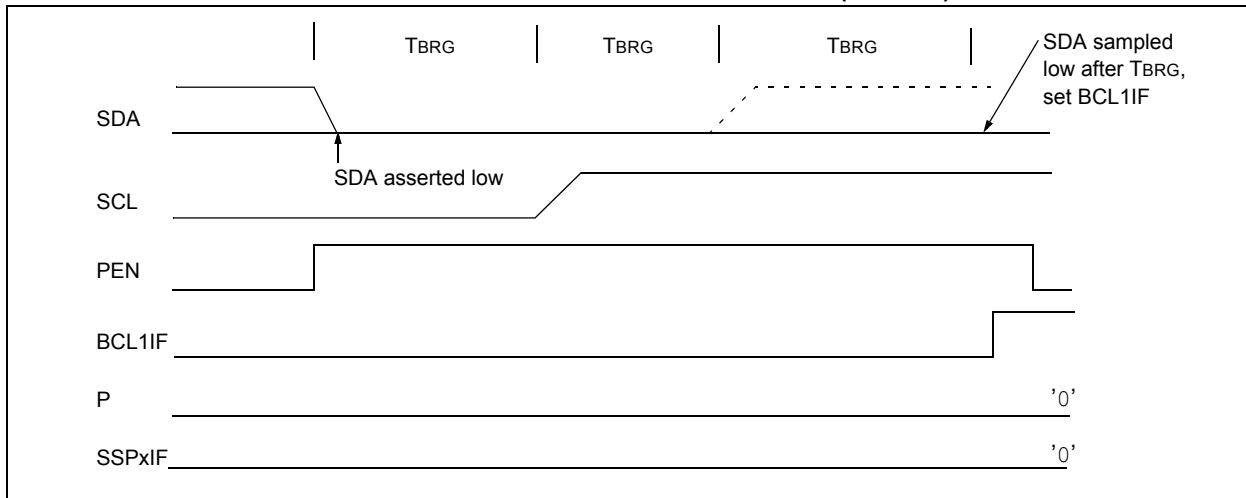 TBRG TBRG TBRG
SDA sampled
low after TBRG,
set BCL1IF
SDA
SDA asserted low
SCL
PEN
BCL1IF
P '0'
SSPxIF '0'